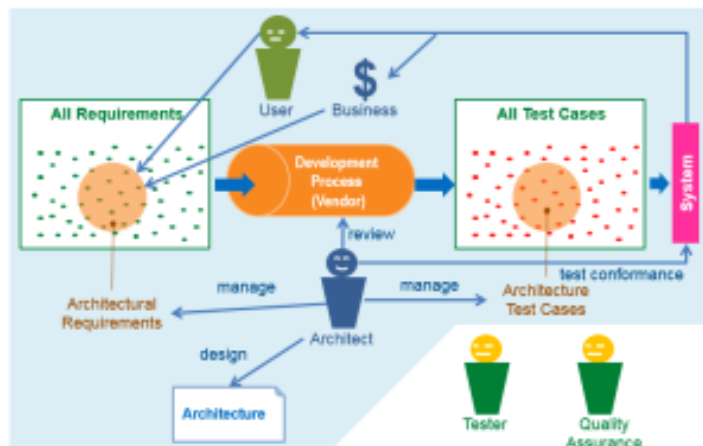 All Requirements
User
$
Business
All Test Cases
Development
Process
(Vendor)
System
review
test conformance
manage
manage
Architectural
Requirements
Architecture
Test Cases
Architect
design
Architecture
Tester
Quality
Assurance